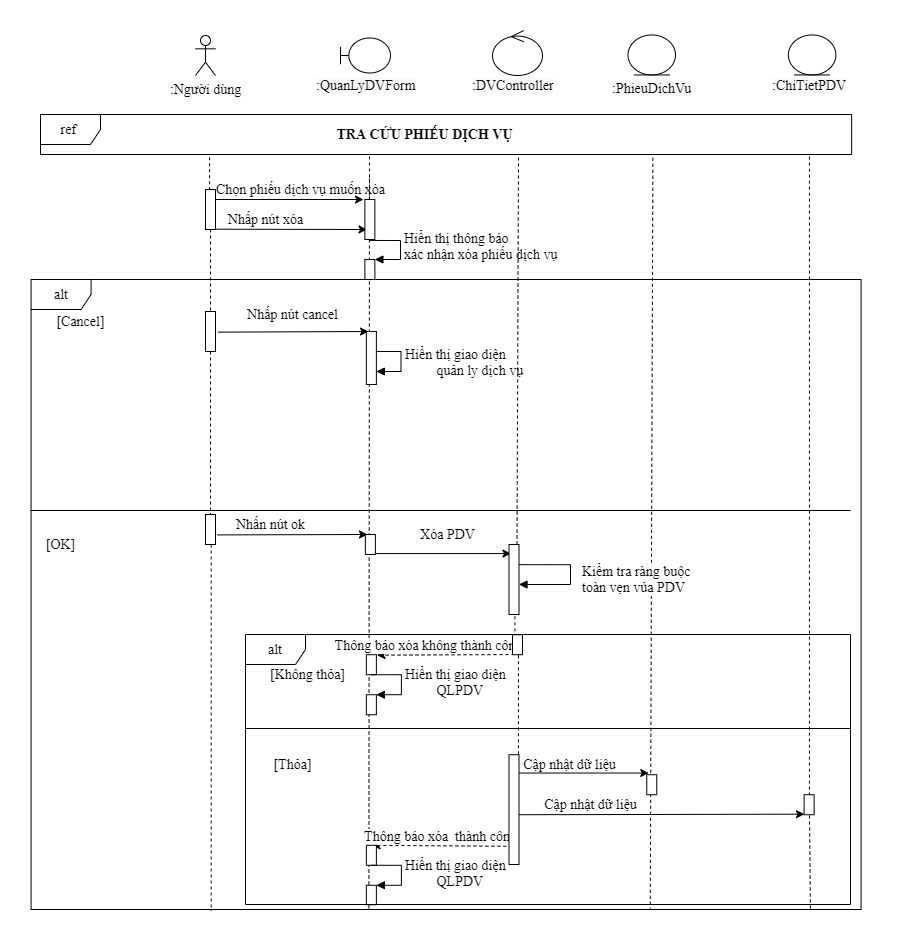 :Người dùng
:QuanLyDVForm
:DVController
:PhieuDichVu
:ChiTietPDV
ref
TRA CỨU PHIẾU DỊCH VỤ
Chọn phiếu dịch vụ muốn xóa
Nhấp nút xóa
Hiển thị thông báo
xác nhận xóa phiếu dịch vụ
alt
[Cancel]
Nhấp nút cancel
Hiển thị giao diện
quản ly dịch vụ
Nhấn nút ok
[OK]
Xóa PDV
Kiểm tra ràng buộc
toàn vẹn vủa PDV
alt
Thông báo xóa không thành côn
[Không thỏa]
Hiển thị giao diện
QLPDV
[Thỏa]
Cập nhật dữ liệu
Cập nhật dữ liệu
Thông báo xóa thành côn
Hiển thị giao diện
QLPDV